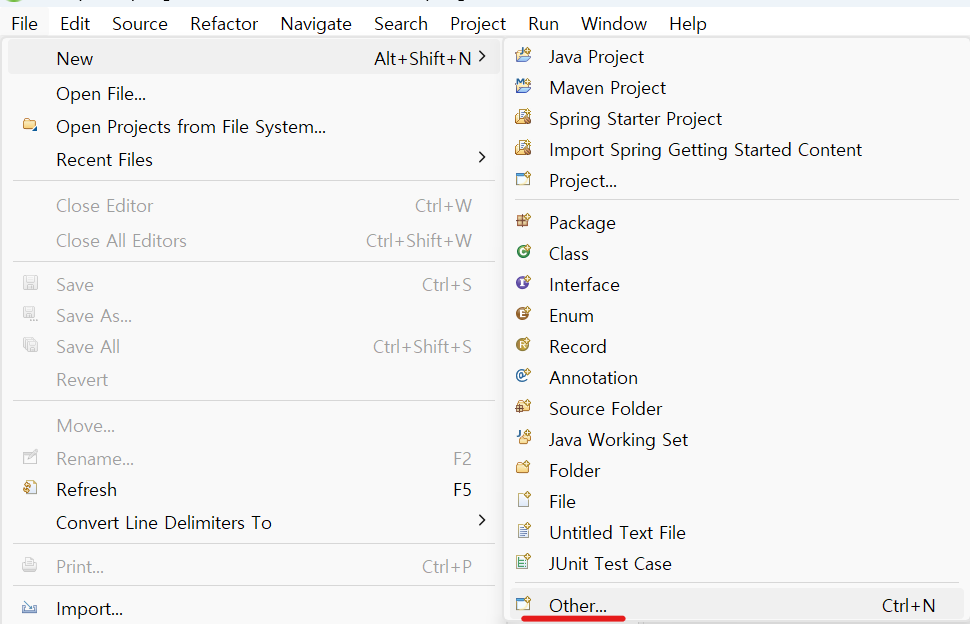 File Edit Source Refactor Navigate Search Project Run Window Help
New Alt+Shift+N
Open File...
Open Projects from File System...
Recent Files
Close Editor Ctrl+W
Close All Editors Ctrl+Shift+W
Save Ctrl+S
Save As...
Save All Ctrl+Shift+S
Revert
Move...
Rename... F2
Refresh F5
Convert Line Delimiters To
Print... Ctrl+P
Import...
Java Project
Maven Project
Spring Starter Project
Import Spring Getting Started Content
Project...
Package
Class
Interface
Enum
Record
Annotation
Source Folder
Java Working Set
Folder
File
Untitled Text File
JUnit Test Case
Other... Ctrl+N